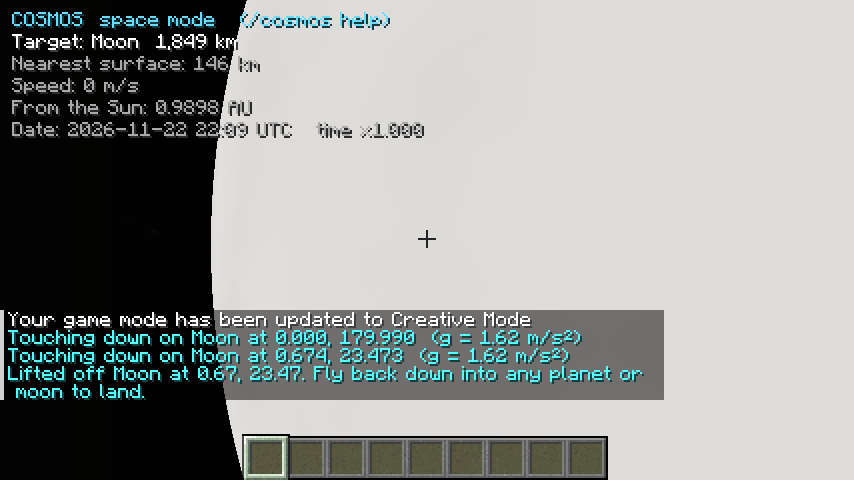 COSMOS space mode (/cosmos help)
Target: Moon 1,849 km
Nearest surface: 146 km
Speed: 0 m/s
From the Sun: 0.9898 AU
Date: 2026-11-22 22:09 UTC time x1.000
Your game mode has been updated to Creative Mode
Touching down on Moon at 0.000, 179.990 (g = 1.62 m/s²)
Touching down on Moon at 0.674, 23.473 (g = 1.62 m/s²)
Lifted off Moon at 0.67, 23.47. Fly back down into any planet or
moon to land.